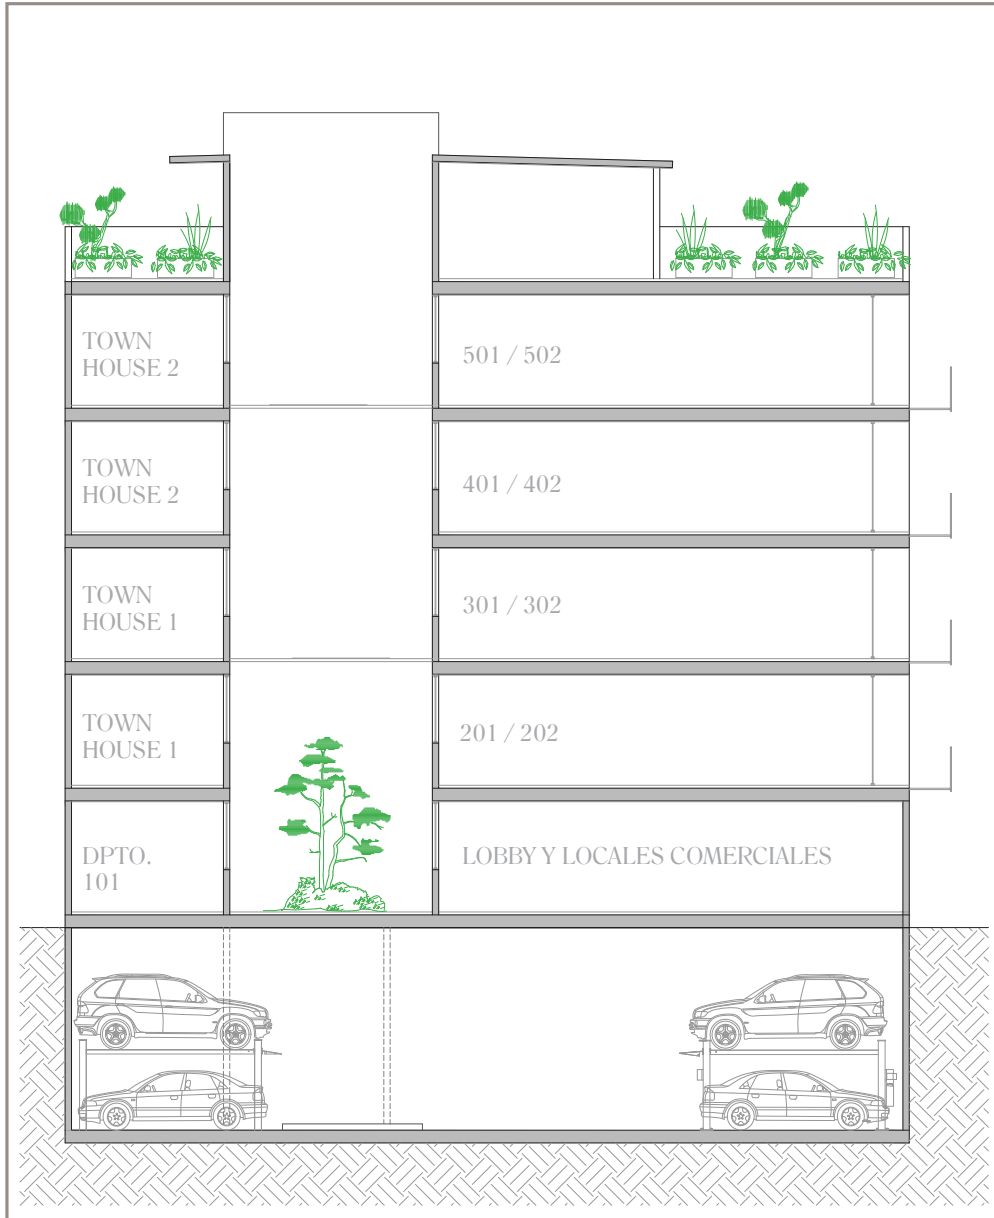 TOWN
HOUSE 2
501 / 502
TOWN
HOUSE 2
401 / 402
TOWN
HOUSE 1
301 / 302
TOWN
HOUSE 1
201 / 202
DPTO.
101
LOBBY Y LOCALES COMERCIALES